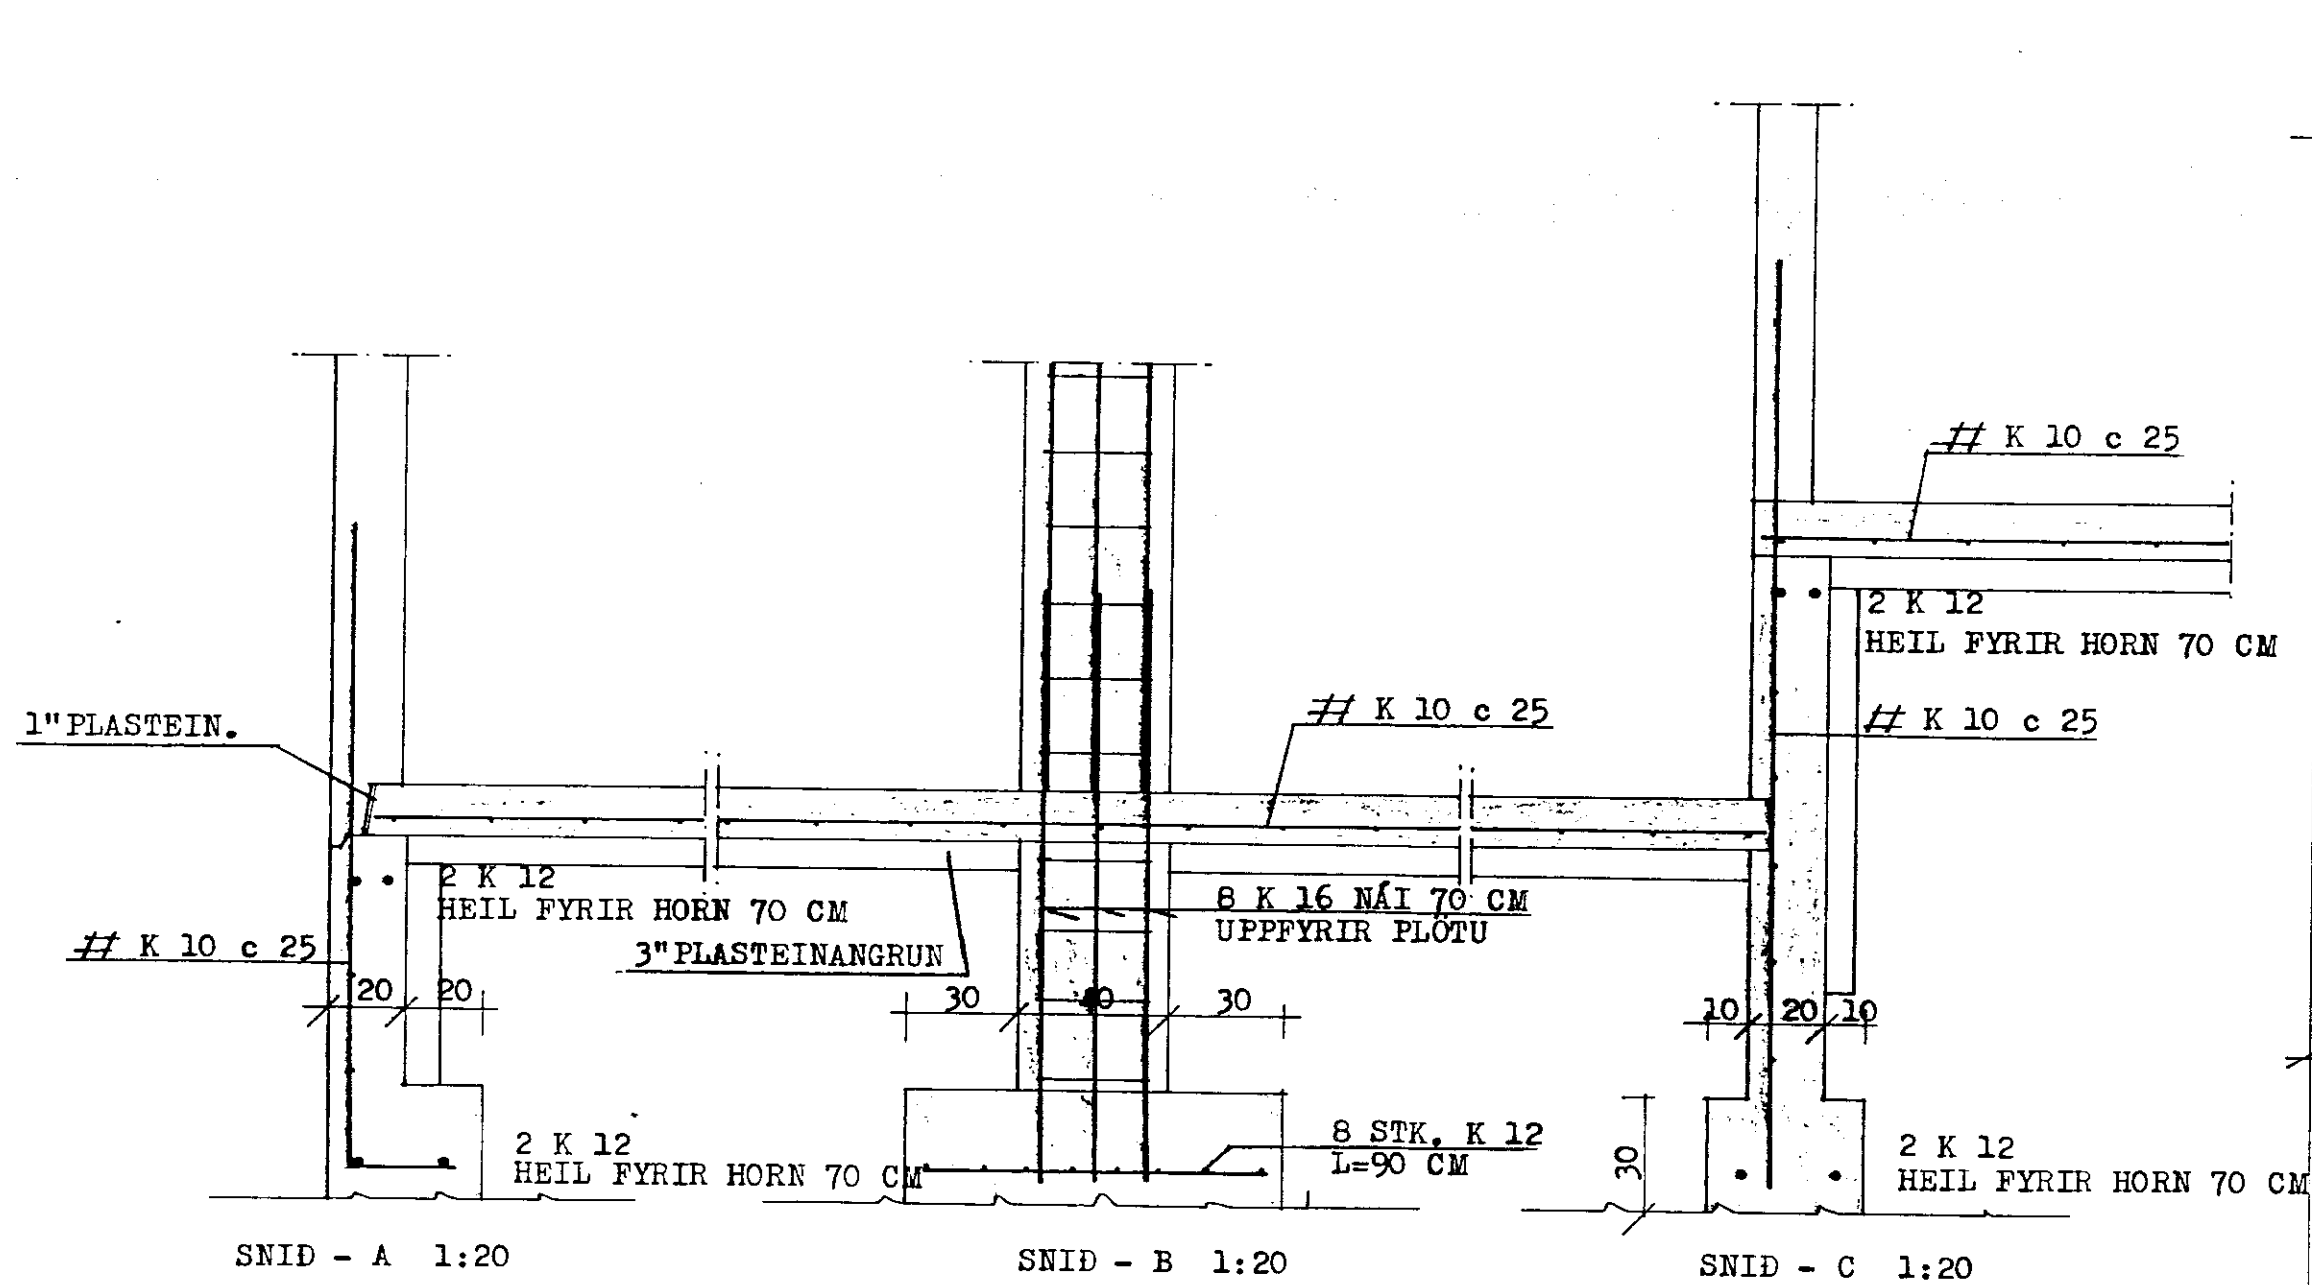 # K 10 c 25
2 K 12
HEIL FYRIR HORN 70 CM
# K 10 c 25
# K 10 c 25
1" PLASTEIN.
2 K 12
HEIL FYRIR HORN 70 CM
8 K 16 NÁI 70 CM
UPPFYRIR PLÖTU
# K 10 c 25
3" PLASTEINANGRUN
20 20
30 40 30
10 20 10
2 K 12
HEIL FYRIR HORN 70 CM
8 STK. K 12
L=90 CM
30
2 K 12
HEIL FYRIR HORN 70 CM
SNIÐ - A 1:20
SNIÐ - B 1:20
SNIÐ - C 1:20